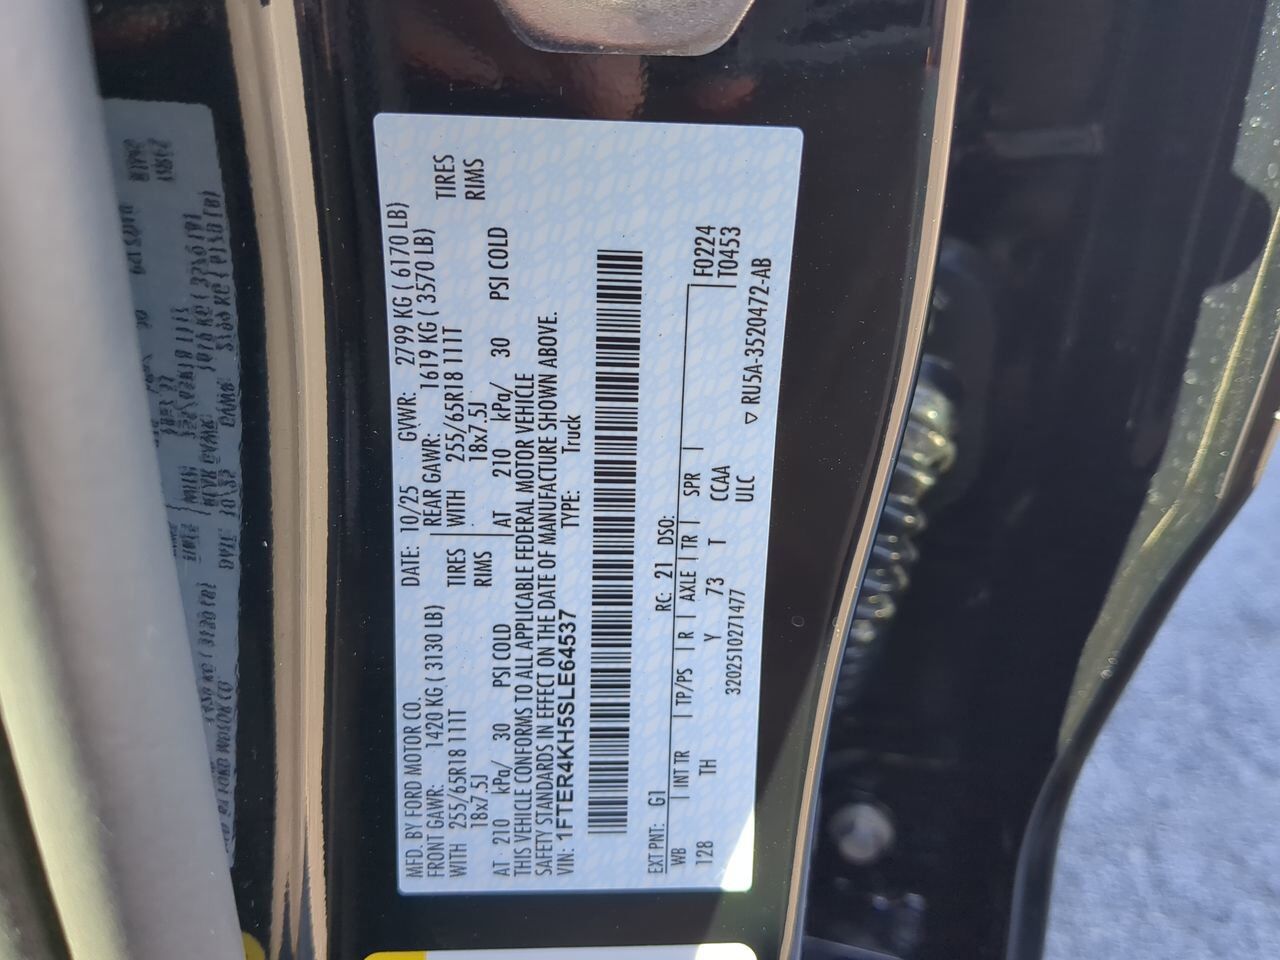 MFD. BY FORD MOTOR CO. DATE: 10/25 GVWR: 2799 KG ( 6170 LB)
FRONT GAWR: 1420 KG ( 3130 LB) REAR GAWR: 1619 KG ( 3570 LB)
WITH 255/65R18 111T TIRES WITH 255/65R18 111T TIRES
18x7.5J RIMS 18x7.5J RIMS
AT 210 kPa/ 30 PSI COLD AT 210 kPa/ 30 PSI COLD
THIS VEHICLE CONFORMS TO ALL APPLICABLE FEDERAL MOTOR VEHICLE
SAFETY STANDARDS IN EFFECT ON THE DATE OF MANUFACTURE SHOWN ABOVE.
VIN: 1FTER4KH5SLE64537 TYPE: Truck
EXT PNT: G1 RC: 21 DSO:
WB INT TR TP/PS R AXLE TR SPR F0224
128 TH Y 73 T CCAA T0453
3202510271477 ULC
▽ RU5A-3520472-AB